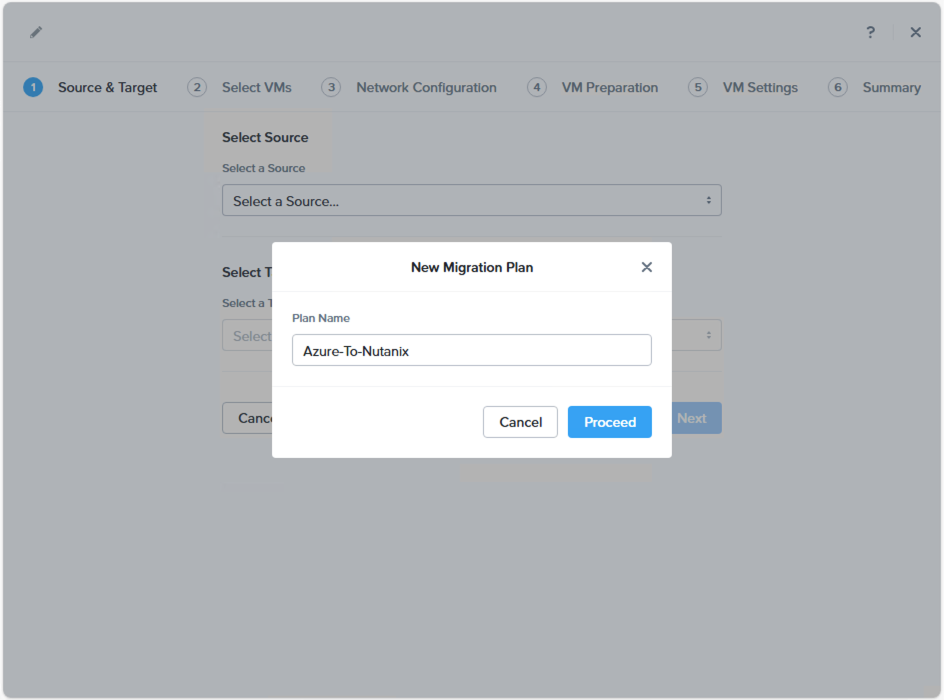 ?
1 Source & Target 2 Select VMs 3 Network Configuration 4 VM Preparation 5 VM Settings 6 Summary
Select Source
Select a Source
Select a Source...
Select T
Select a T
Select
Cance
Next
New Migration Plan
Plan Name
Azure-To-Nutanix
Cancel Proceed